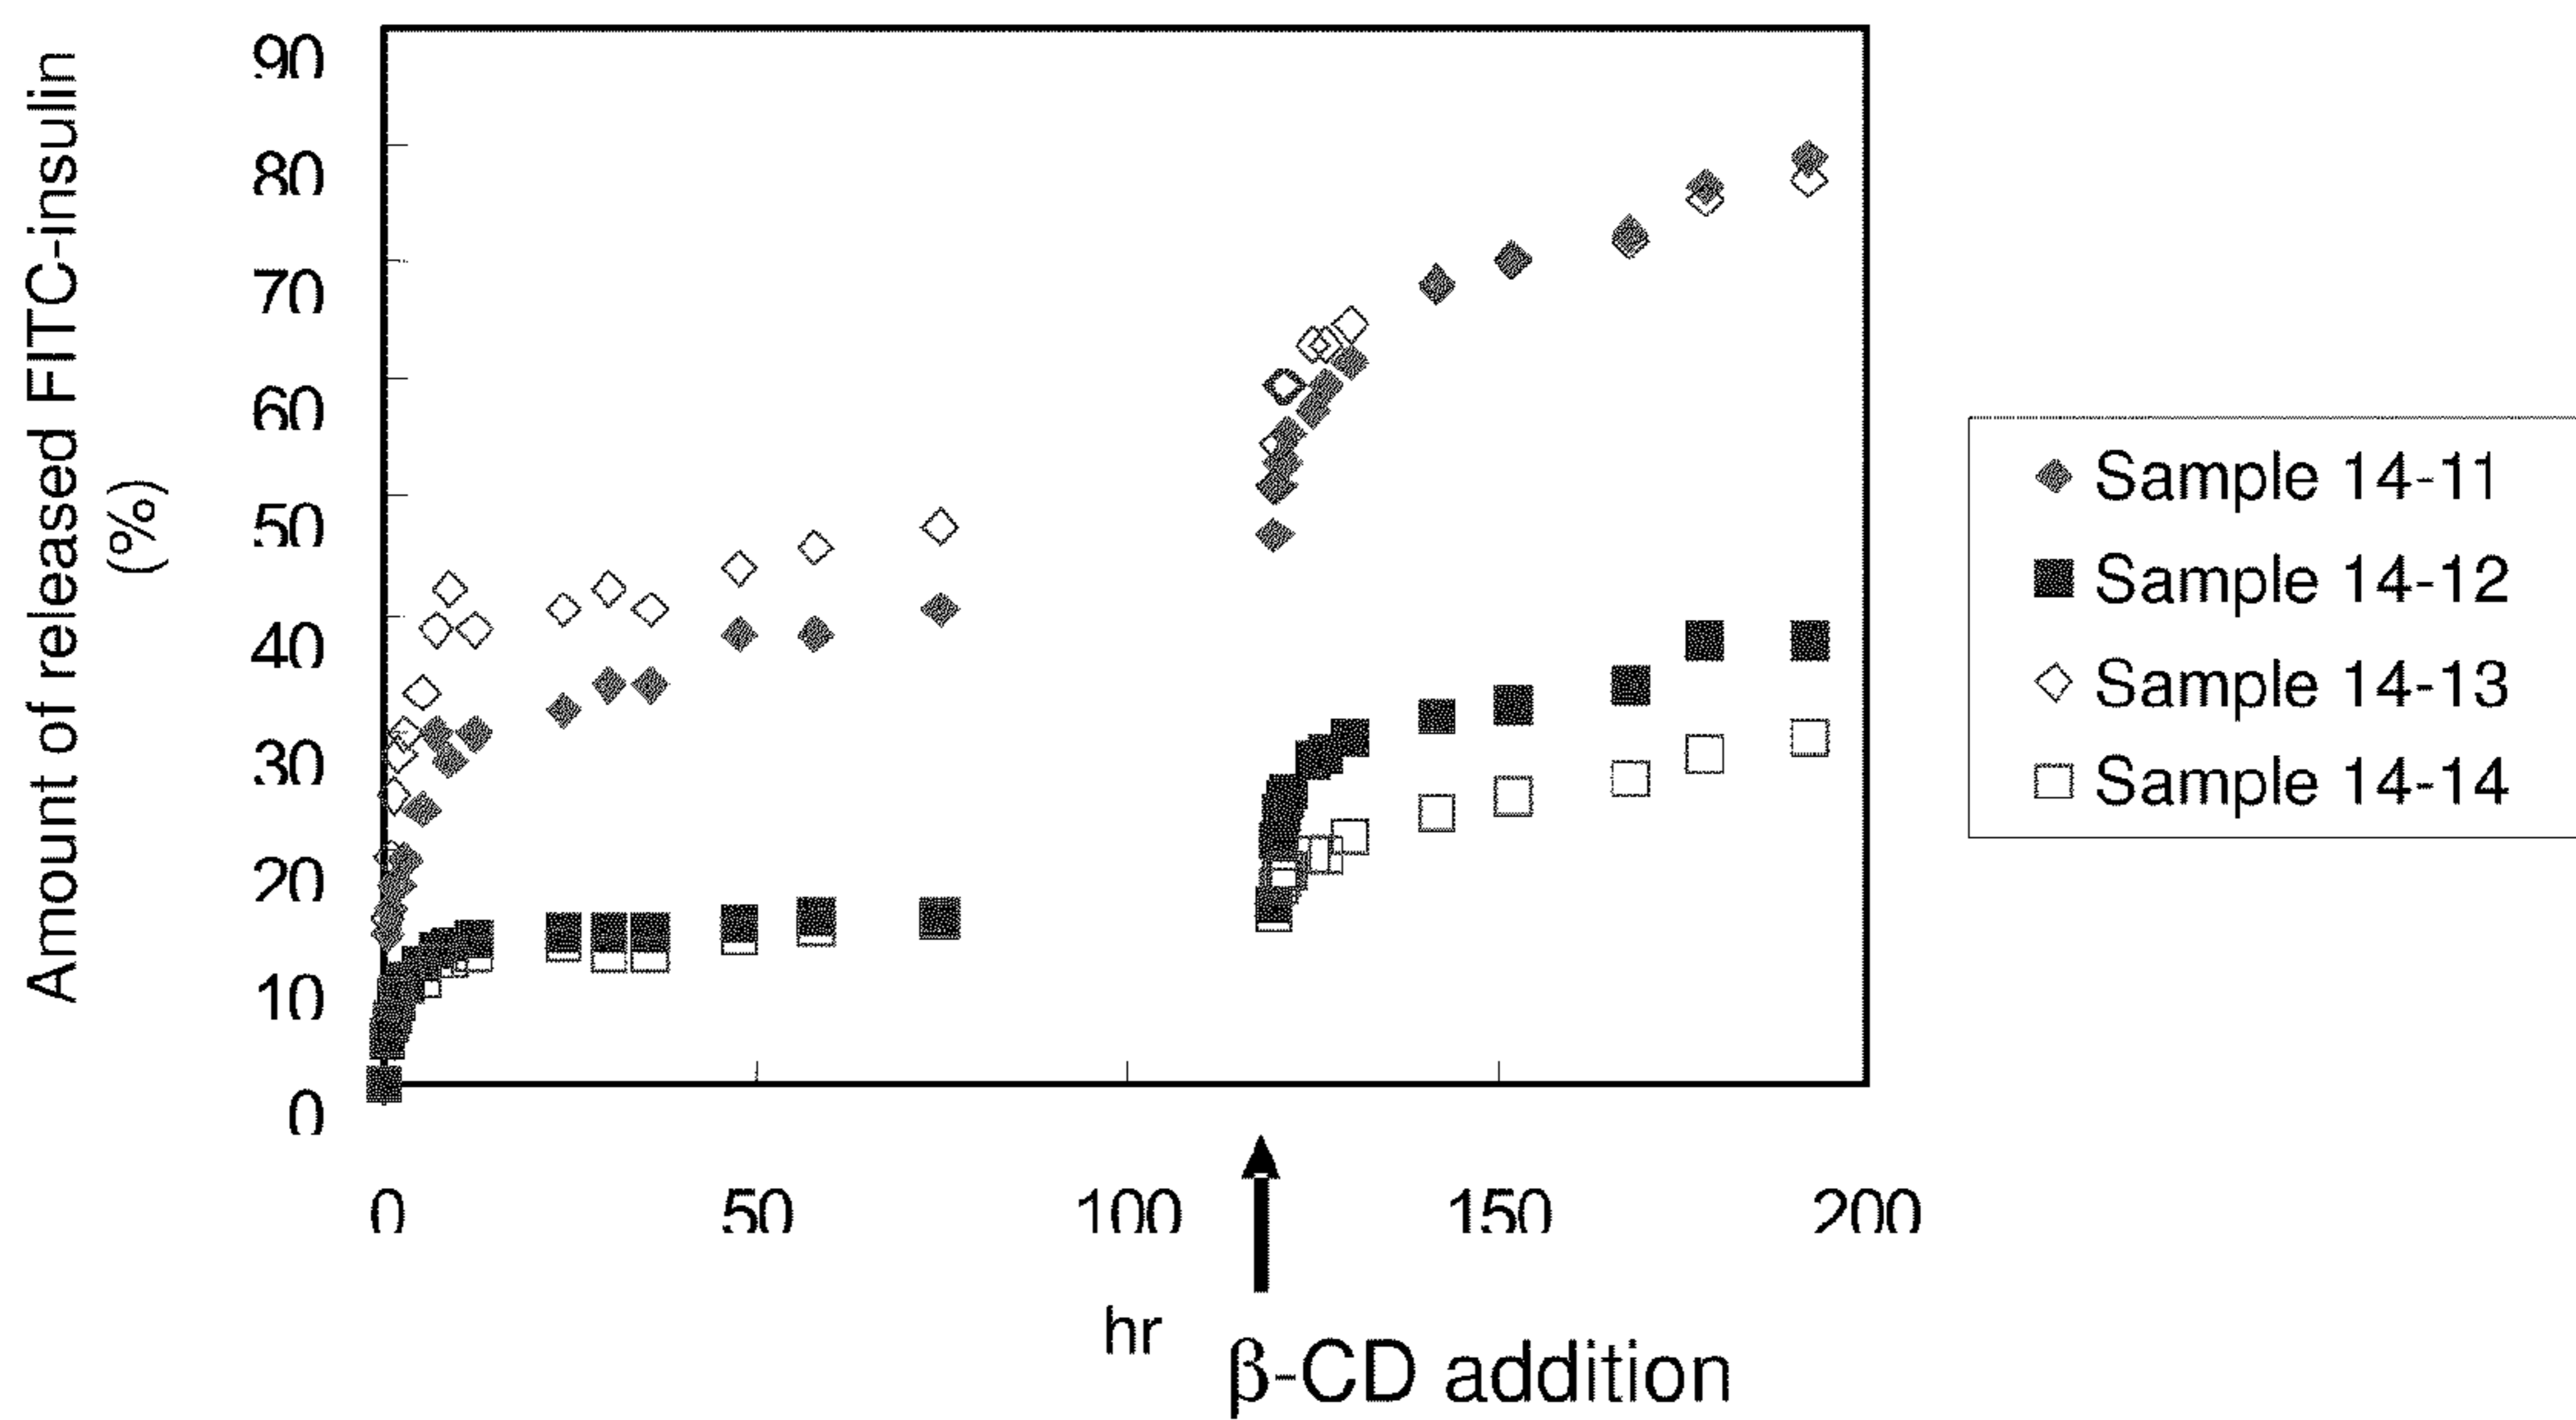 Amount of released FITC-insulin
(%)
90
80
70
60
50
40
30
20
10
0
0 50 100 150 200
hr
β-CD addition
Sample 14-11
Sample 14-12
Sample 14-13
Sample 14-14